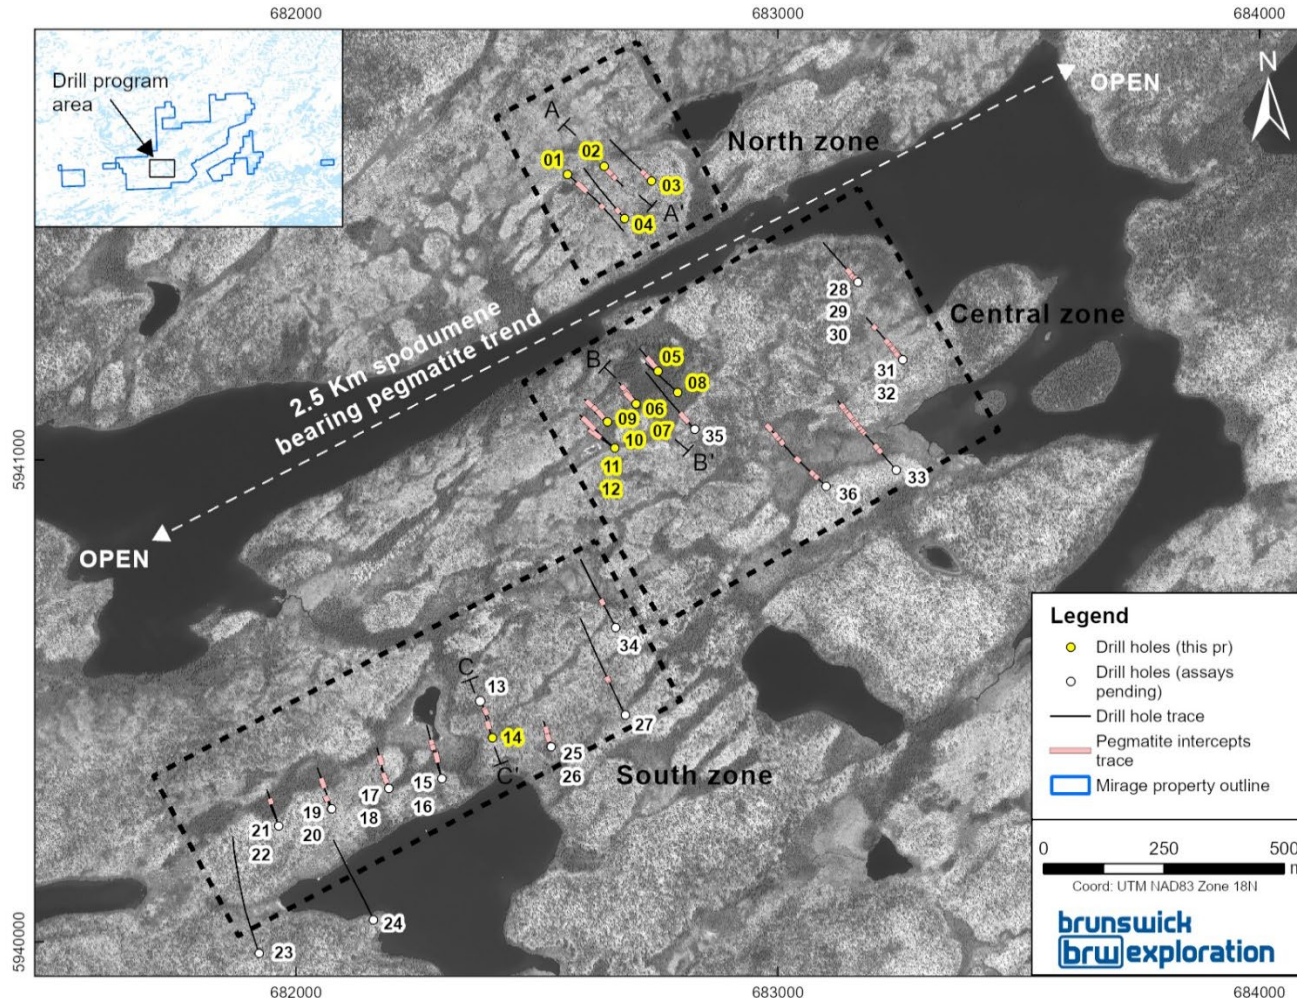 682000
683000
684000
Drill program
area
OPEN
N
A
North zone
02
01
03
A'
04
28
29
30
Central zone
2.5 Km spodumene
bearing pegmatite trend
31
32
B
05
08
06
07
09
10
35
B'
11
12
33
36
5941000
OPEN
34
C
13
14
27
25
26
C'
South zone
15
16
17
18
19
20
21
22
24
23
5940000
Legend
Drill holes (this pr)
Drill holes (assays
pending)
Drill hole trace
Pegmatite intercepts
trace
Mirage property outline
0
250
500
m
Coord: UTM NAD83 Zone 18N
brunswick
brw exploration
682000
683000
684000